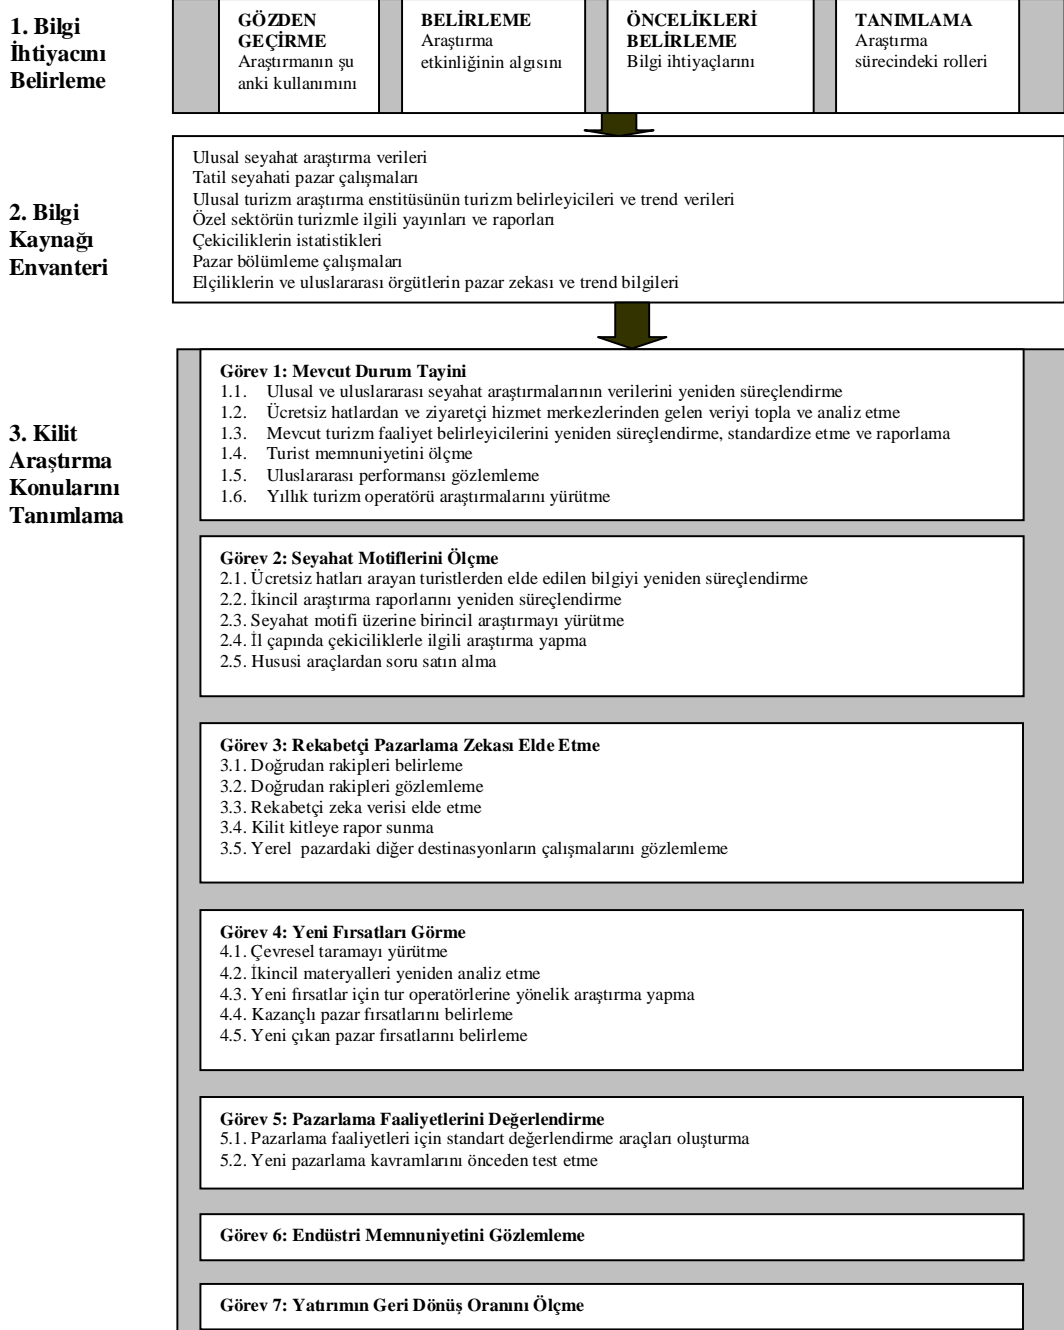 1. Bilgi
İhtiyacını
Belirleme
GÖZDEN
GEÇİRME
Araştırmanın şu
anki kullanımını
BELİRLEME
Araştırma
etkinliğinin algısını
ÖNCELİKLERİ
BELİRLEME
Bilgi ihtiyaçlarını
TANIMLAMA
Araştırma
sürecindeki rolleri
2. Bilgi
Kaynağı
Envanteri
Ulusal seyahat araştırma verileri
Tatil seyahati pazar çalışmaları
Ulusal turizm araştırma enstitüsünün turizm belirleyicileri ve trend verileri
Özel sektörün turizmle ilgili yayınları ve raporları
Çekiciliklerin istatistikleri
Pazar bölümleme çalışmaları
Elçiliklerin ve uluslararası örgütlerin pazar zekası ve trend bilgileri
3. Kilit
Araştırma
Konularını
Tanımlama
Görev 1: Mevcut Durum Tayini
1.1. Ulusal ve uluslararası seyahat araştırmalarının verilerini yeniden süreçlendirme
1.2. Ücretsiz hatlardan ve ziyaretçi hizmet merkezlerinden gelen veriyi topla ve analiz etme
1.3. Mevcut turizm faaliyet belirleyicilerini yeniden süreçlendirme, standardize etme ve raporlama
1.4. Turist memnuniyetini ölçme
1.5. Uluslararası performansı gözlemleme
1.6. Yıllık turizm operatörü araştırmalarını yürütme
Görev 2: Seyahat Motiflerini Ölçme
2.1. Ücretsiz hatları arayan turistlerden elde edilen bilgiyi yeniden süreçlendirme
2.2. İkincil araştırma raporlarını yeniden süreçlendirme
2.3. Seyahat motifi üzerine birincil araştırmayı yürütme
2.4. İl çapında çekiciliklerle ilgili araştırma yapma
2.5. Hususi araçlardan soru satın alma
Görev 3: Rekabetçi Pazarlama Zekası Elde Etme
3.1. Doğrudan rakipleri belirleme
3.2. Doğrudan rakipleri gözlemleme
3.3. Rekabetçi zeka verisi elde etme
3.4. Kilit kitleye rapor sunma
3.5. Yerel pazardaki diğer destinasyonların çalışmalarını gözlemleme
Görev 4: Yeni Fırsatları Görme
4.1. Çevresel taramayı yürütme
4.2. İkincil materyalleri yeniden analiz etme
4.3. Yeni fırsatlar için tur operatörlerine yönelik araştırma yapma
4.4. Kazançlı pazar fırsatlarını belirleme
4.5. Yeni çıkan pazar fırsatlarını belirleme
Görev 5: Pazarlama Faaliyetlerini Değerlendirme
5.1. Pazarlama faaliyetleri için standart değerlendirme araçları oluşturma
5.2. Yeni pazarlama kavramlarını önceden test etme
Görev 6: Endüstri Memnuniyetini Gözlemleme
Görev 7: Yatırımın Geri Dönüş Oranını Ölçme